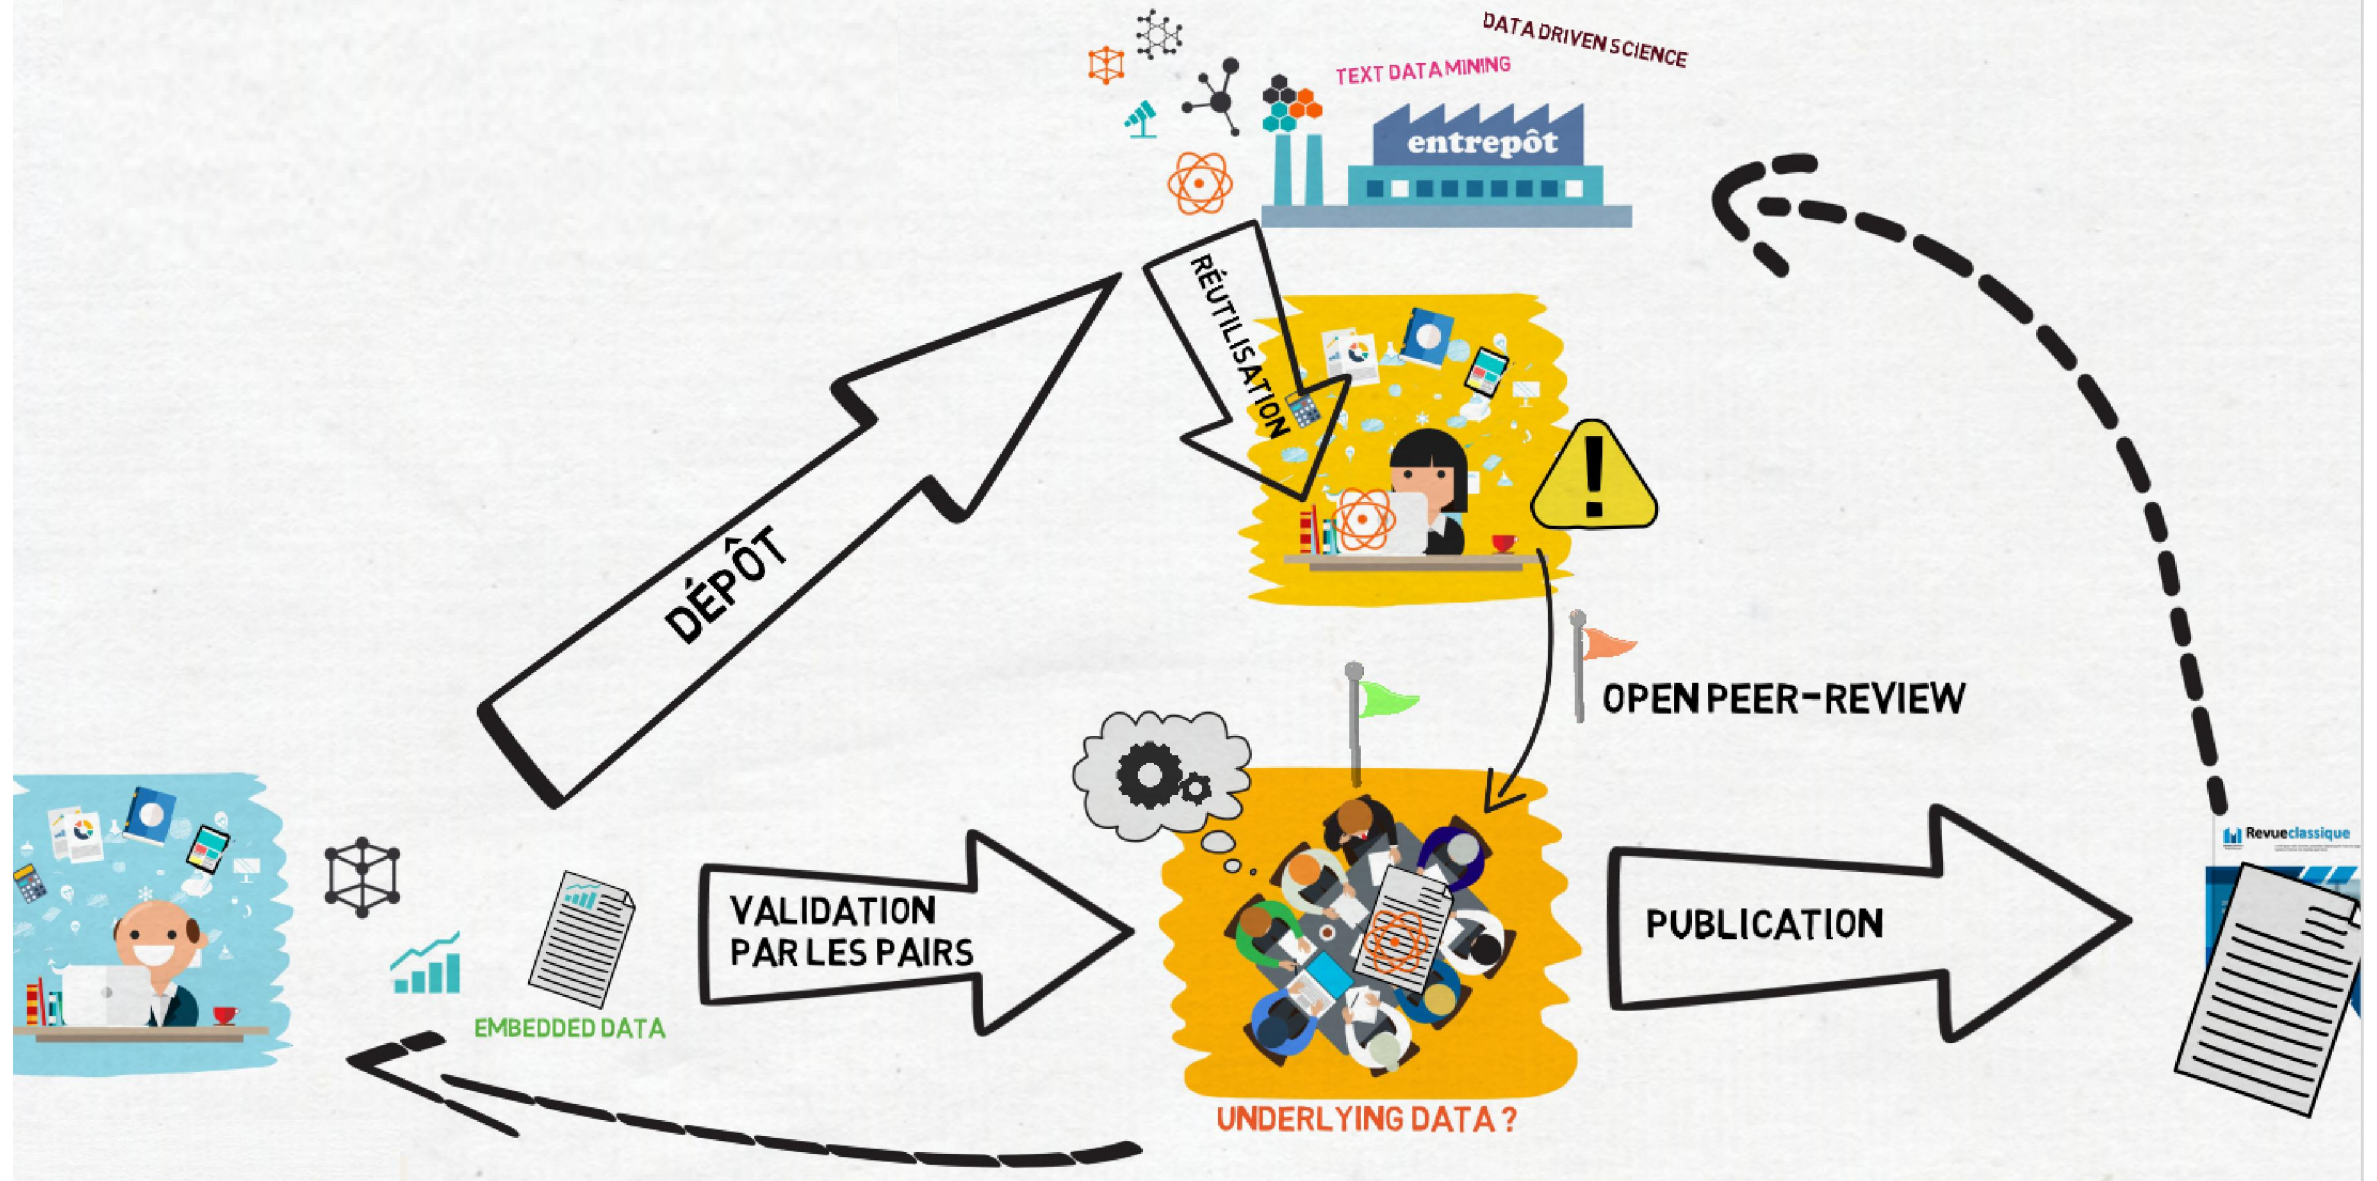 DATA DRIVEN SCIENCE
TEXT DATA MINING
entrepôt
RÉUTILISATION
DÉPÔT
OPEN PEER-REVIEW
Revueclassique
VALIDATION
PAR LES PAIRS
PUBLICATION
EMBEDDED DATA
UNDERLYING DATA ?